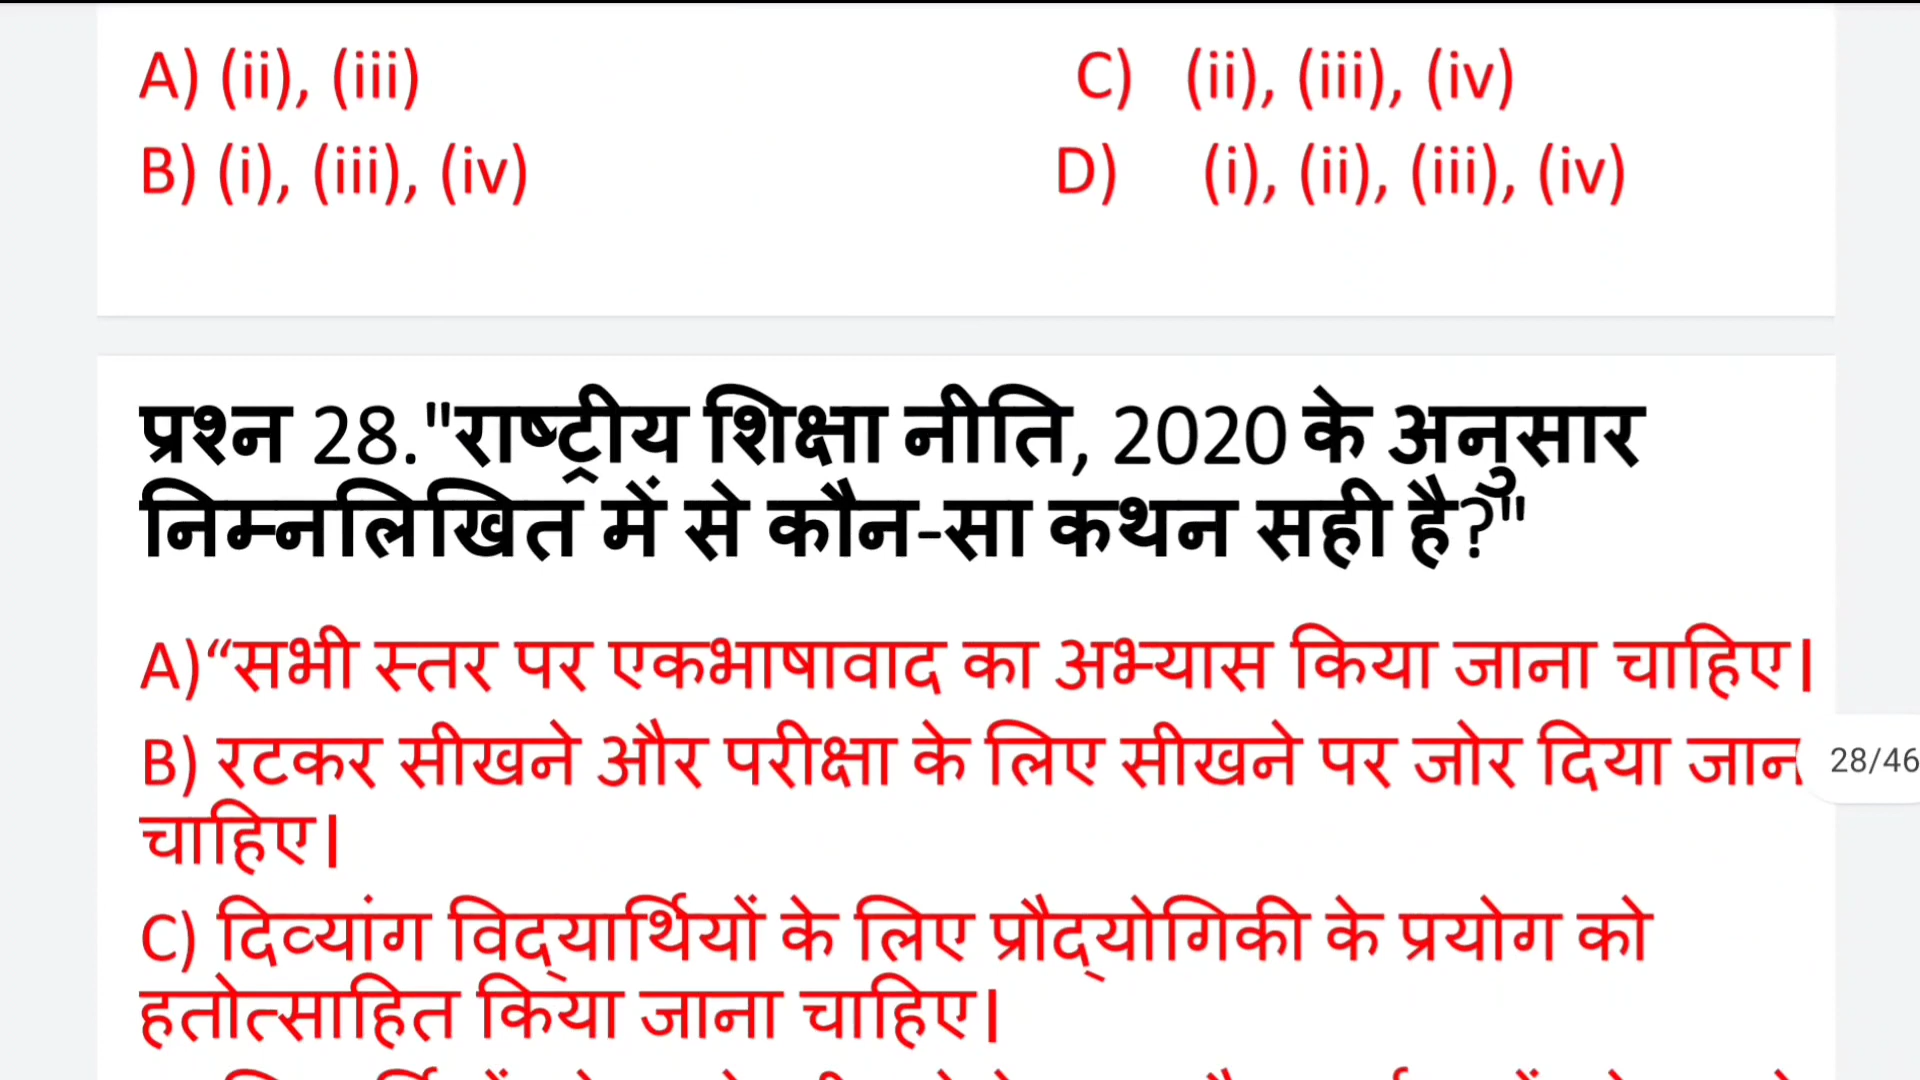 A) (ii), (iii) C) (ii), (iii), (iv)
B) (i), (iii), (iv) D) (i), (ii), (iii), (iv)
प्रश्न 28."राष्ट्रीय शिक्षा नीति, 2020 के अनुसार
निम्नलिखित में से कौन-सा कथन सही है?"
A)“सभी स्तर पर एकभाषावाद का अभ्यास किया जाना चाहिए।
B) रटकर सीखने और परीक्षा के लिए सीखने पर जोर दिया जान
28/46
चाहिए।
C) दिव्यांग विद्यार्थियों के लिए प्रौद्योगिकी के प्रयोग को
हतोत्साहित किया जाना चाहिए।